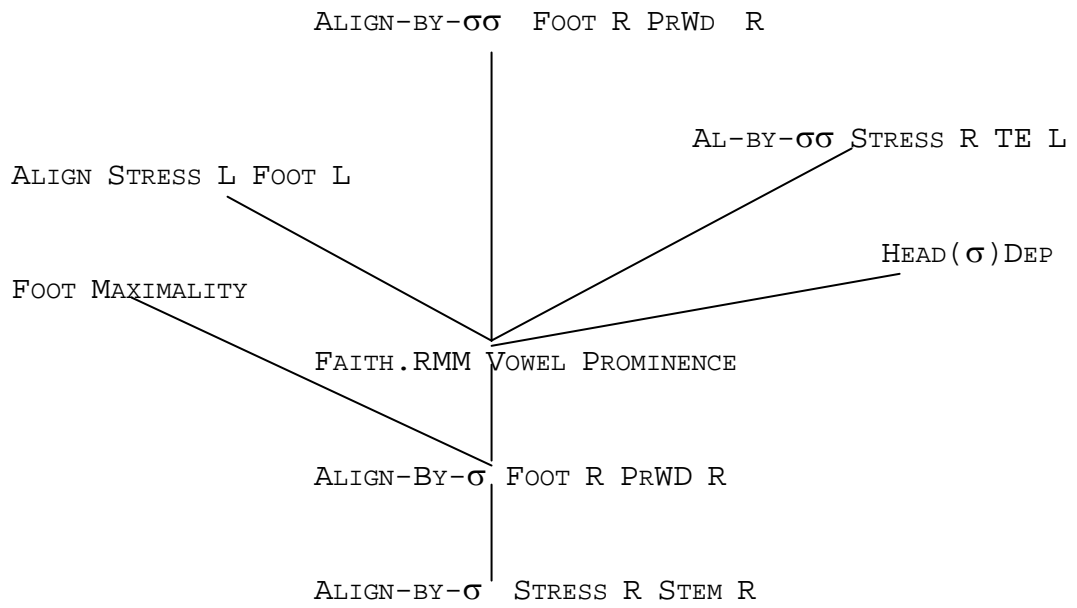 ALIGN-BY-σσ FOOT R PRWD R
AL-BY-σσ STRESS R TE L
ALIGN STRESS L FOOT L
HEAD(σ)DEP
FOOT MAXIMALITY
FAITH.RMM VOWEL PROMINENCE
ALIGN-BY-σ FOOT R PRWD R
ALIGN-BY-σ STRESS R STEM R